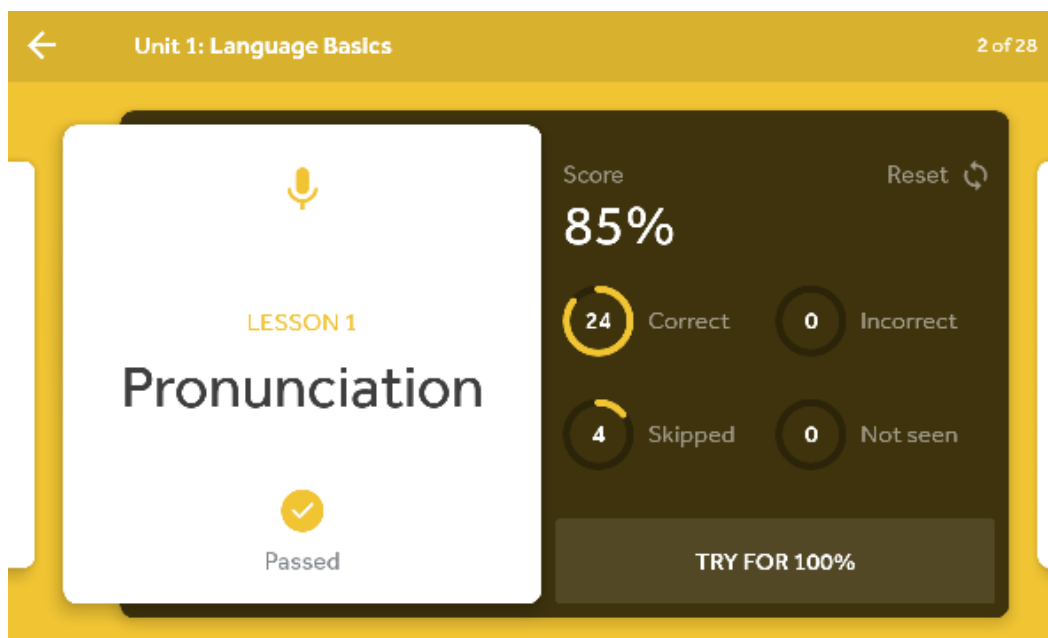 Unit 1: Language Basics
2 of 28
LESSON 1
Pronunciation
Passed
Score
Reset
85%
24 Correct
0 Incorrect
4 Skipped
0 Not seen
TRY FOR 100%